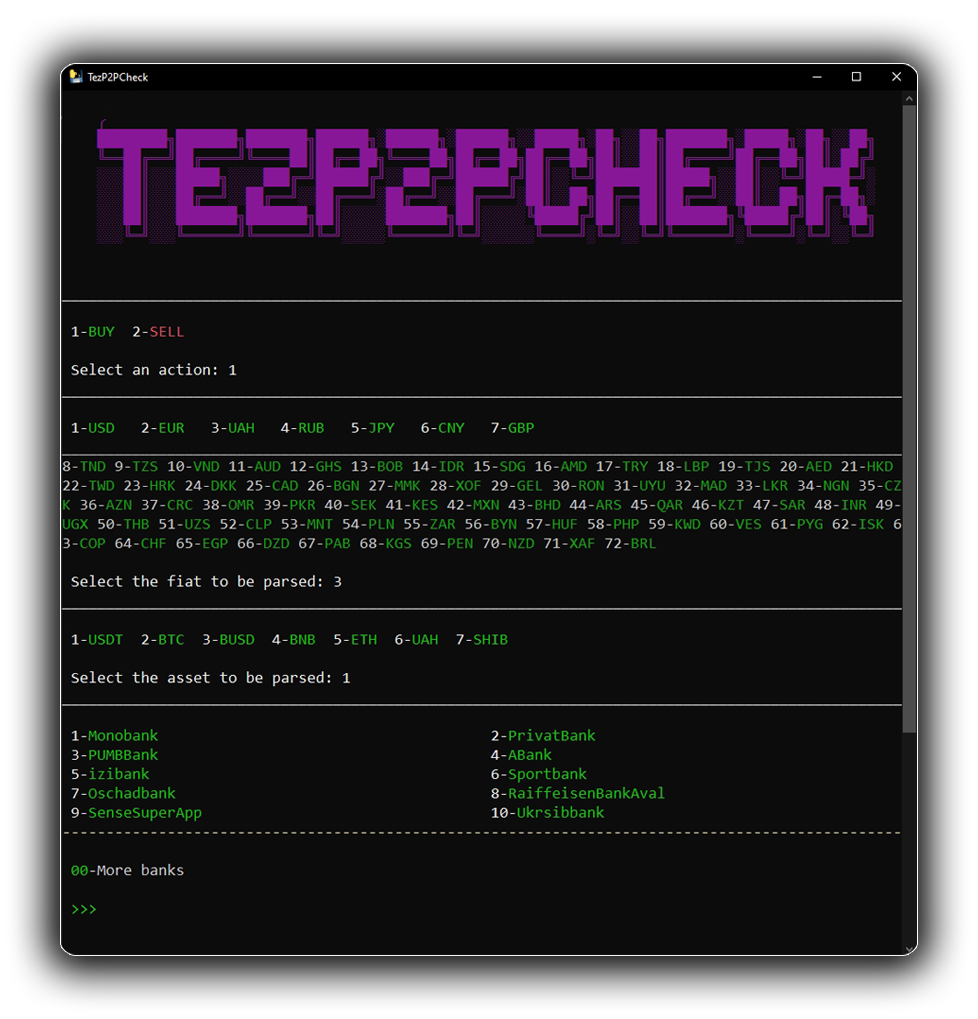 TezP2PCheck
TEZP2PCHECK
1-BUY  2-SELL
Select an action: 1
1-USD   2-EUR   3-UAH   4-RUB   5-JPY   6-CNY   7-GBP
8-TND 9-TZS 10-VND 11-AUD 12-GHS 13-BOB 14-IDR 15-SDG 16-AMD 17-TRY 18-LBP 19-TJS 20-AED 21-HKD
22-TWD 23-HRK 24-DKK 25-CAD 26-BGN 27-MMK 28-XOF 29-GEL 30-RON 31-UYU 32-MAD 33-LKR 34-NGN 35-CZ
K 36-AZN 37-CRC 38-OMR 39-PKR 40-SEK 41-KES 42-MXN 43-BHD 44-ARS 45-QAR 46-KZT 47-SAR 48-INR 49-
UGX 50-THB 51-UZS 52-CLP 53-MNT 54-PLN 55-ZAR 56-BYN 57-HUF 58-PHP 59-KWD 60-VES 61-PYG 62-ISK 6
3-COP 64-CHF 65-EGP 66-DZD 67-PAB 68-KGS 69-PEN 70-NZD 71-XAF 72-BRL
Select the fiat to be parsed: 3
1-USDT  2-BTC  3-BUSD  4-BNB  5-ETH  6-UAH  7-SHIB
Select the asset to be parsed: 1
1-Monobank 2-PrivatBank
3-PUMBBank 4-ABank
5-izibank 6-Sportbank
7-Oschadbank 8-RaiffeisenBankAval
9-SenseSuperApp 10-Ukrsibbank
00-More banks
>>>